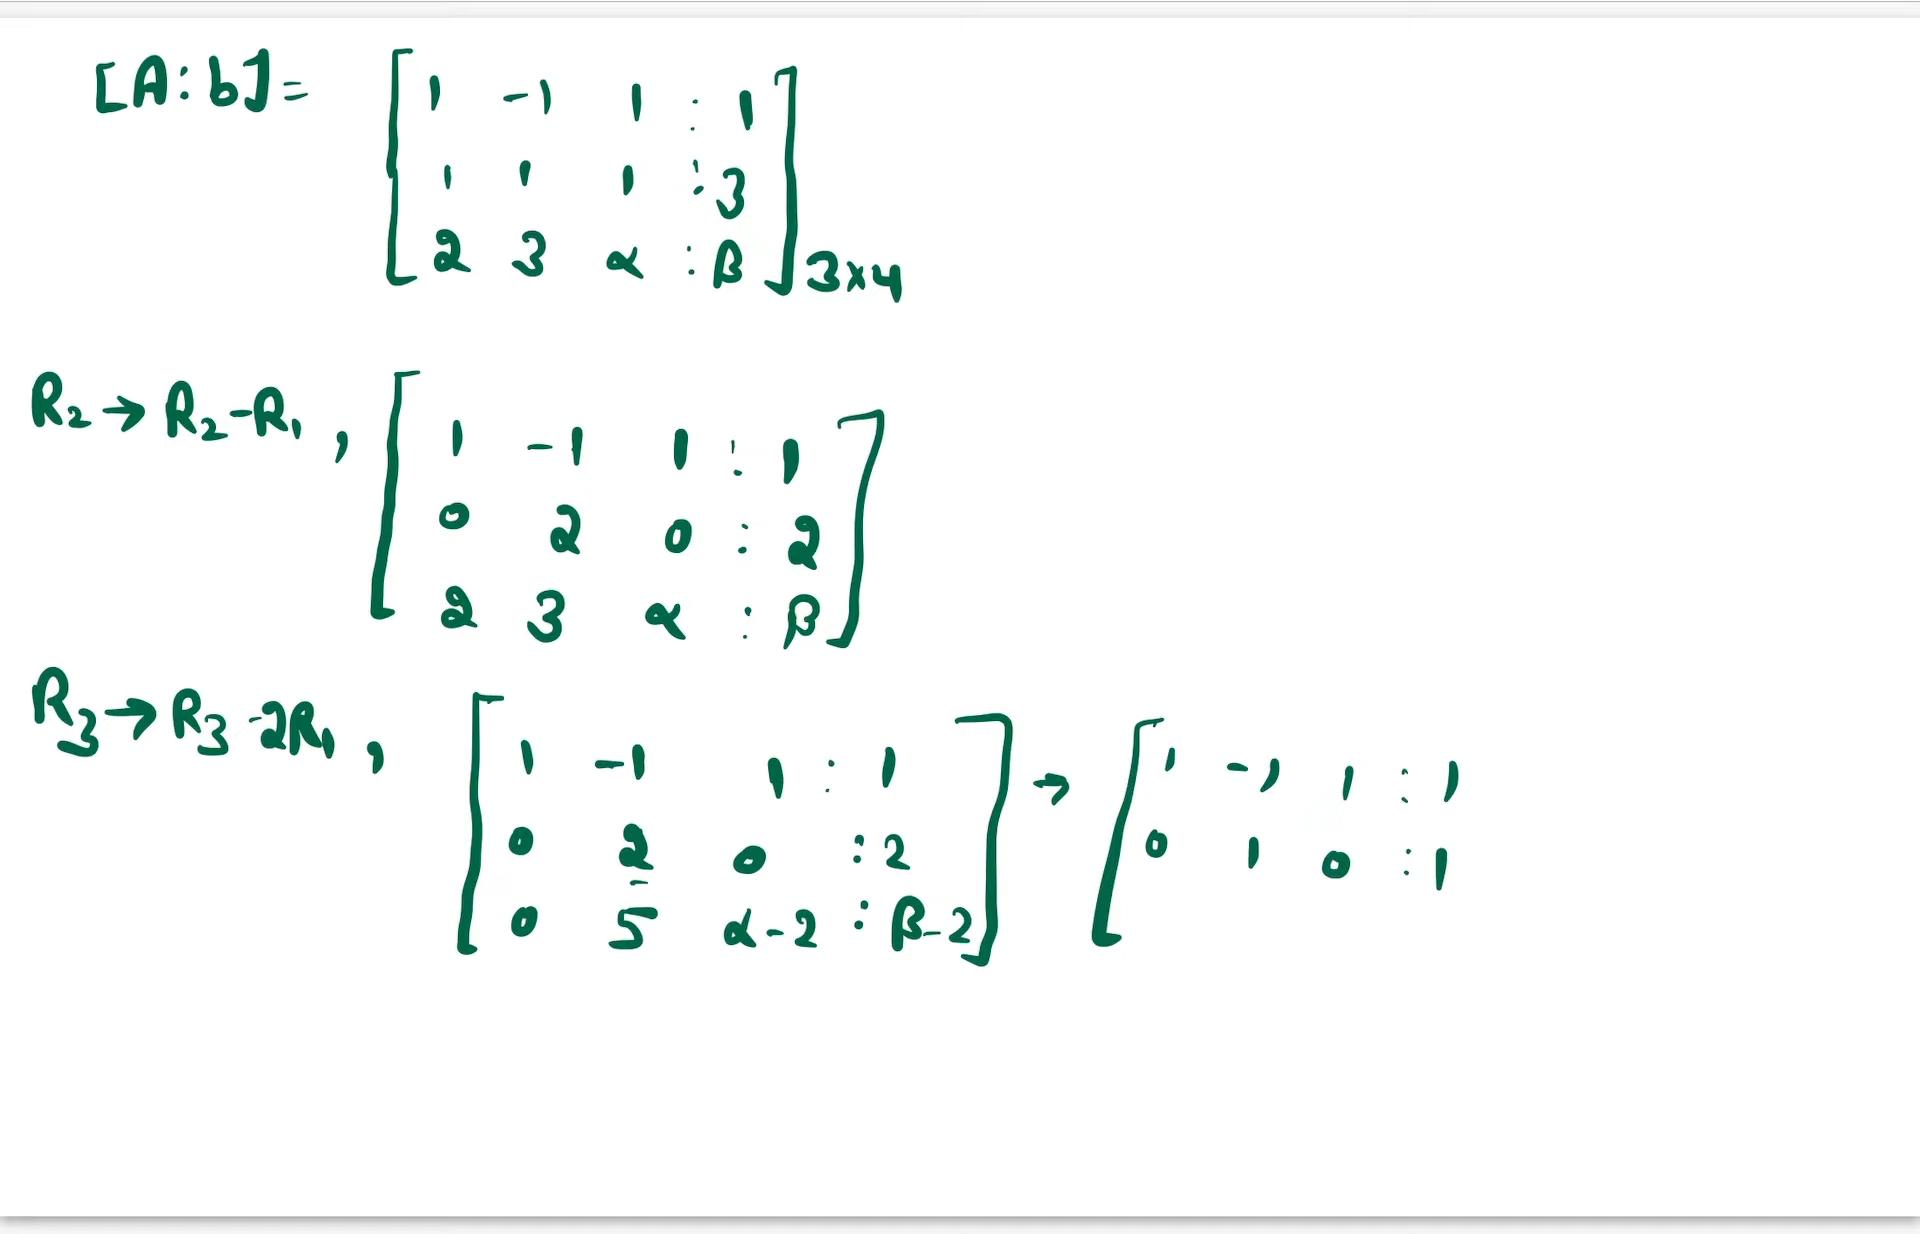 [A:b]=
1 -1 1 : 1
1 1 1 : 3
2 3 α : β
3×4
R₂→R₂-R₁,
1 -1 1 : 1
0 2 0 : 2
2 3 α : β
R₃→R₃-2R₁,
1 -1 1 : 1 → 1 -1 1 : 1
0 2 0 : 2 0 1 0 : 1
0 5 α-2 : β-2